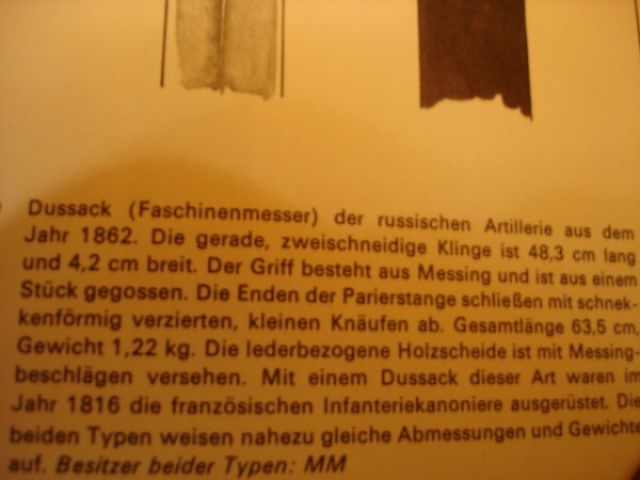 Dussack (Faschinenmesser) der russischen Artillerie aus dem
Jahr 1862. Die gerade, zweischneidige Klinge ist 48,3 cm lang
und 4,2 cm breit. Der Griff besteht aus Messing und ist aus einem
Stück gegossen. Die Enden der Parierstange schließen mit schnek-
kenförmig verzierten, kleinen Knäufen ab. Gesamtlänge 63,5 cm,
Gewicht 1,22 kg. Die lederbezogene Holzscheide ist mit Messing-
beschlägen versehen. Mit einem Dussack dieser Art waren im
Jahr 1816 die französischen Infanteriekanoniere ausgerüstet. Die
beiden Typen weisen nahezu gleiche Abmessungen und Gewichte
auf. Besitzer beider Typen: MM